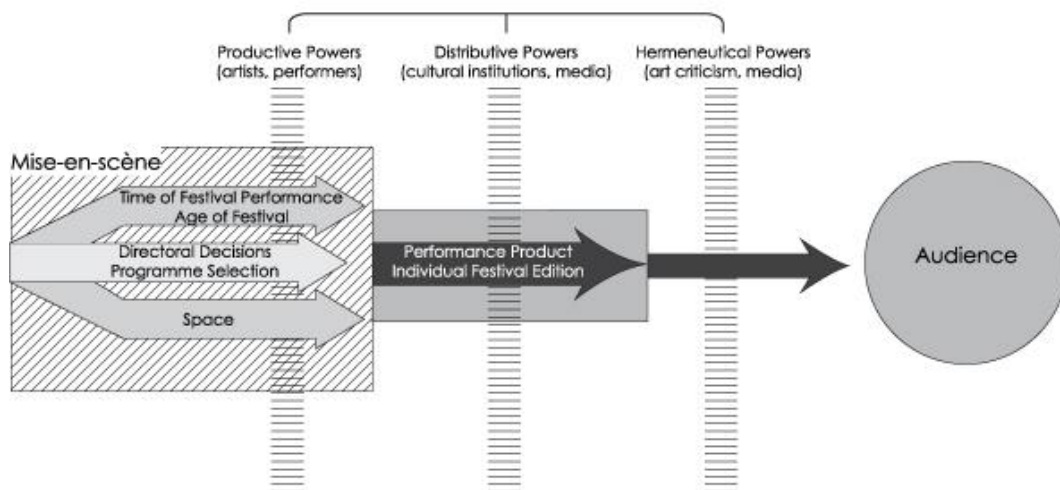 Productive Powers
(artists, performers)
Distributive Powers
(cultural institutions, media)
Hermeneutical Powers
(art criticism, media)
Mise-en-scène
Time of Festival Performance
Age of Festival
Directoral Decisions
Programme Selection
Space
Performance Product
Individual Festival Edition
Audience